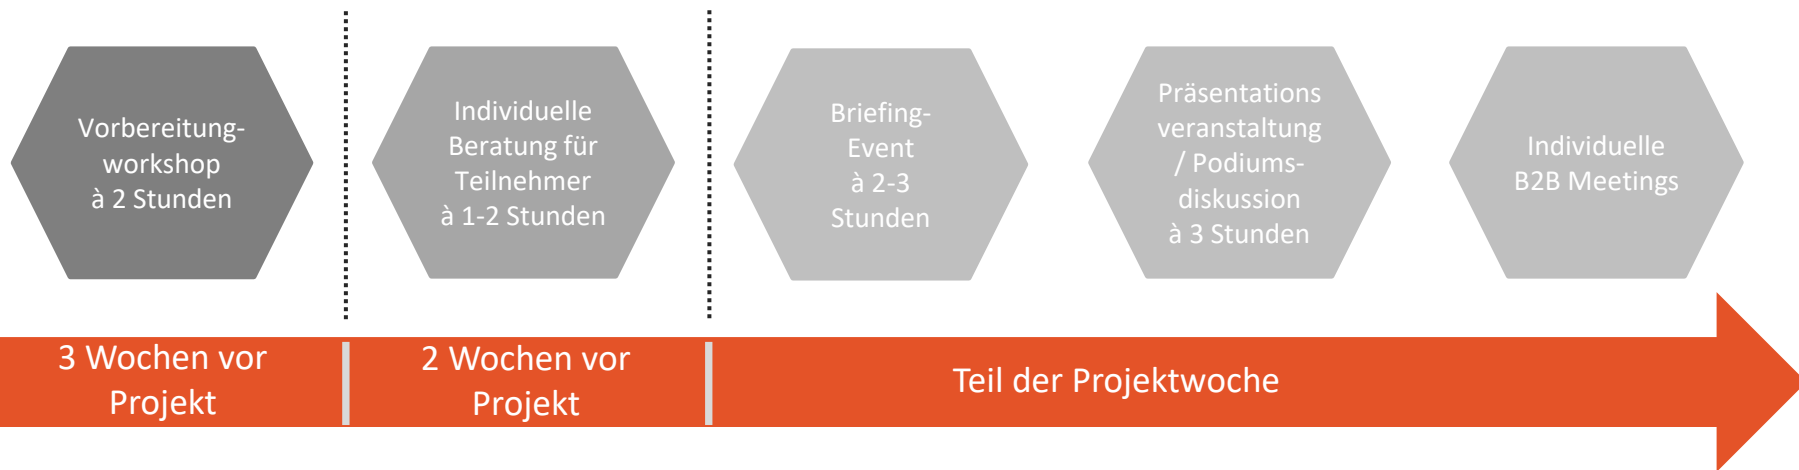 Vorbereitung-
workshop
à 2 Stunden
Individuelle
Beratung für
Teilnehmer
à 1-2 Stunden
Briefing-
Event
à 2-3
Stunden
Präsentations
veranstaltung
/ Podiums-
diskussion
à 3 Stunden
Individuelle
B2B Meetings
3 Wochen vor
Projekt
2 Wochen vor
Projekt
Teil der Projektwoche